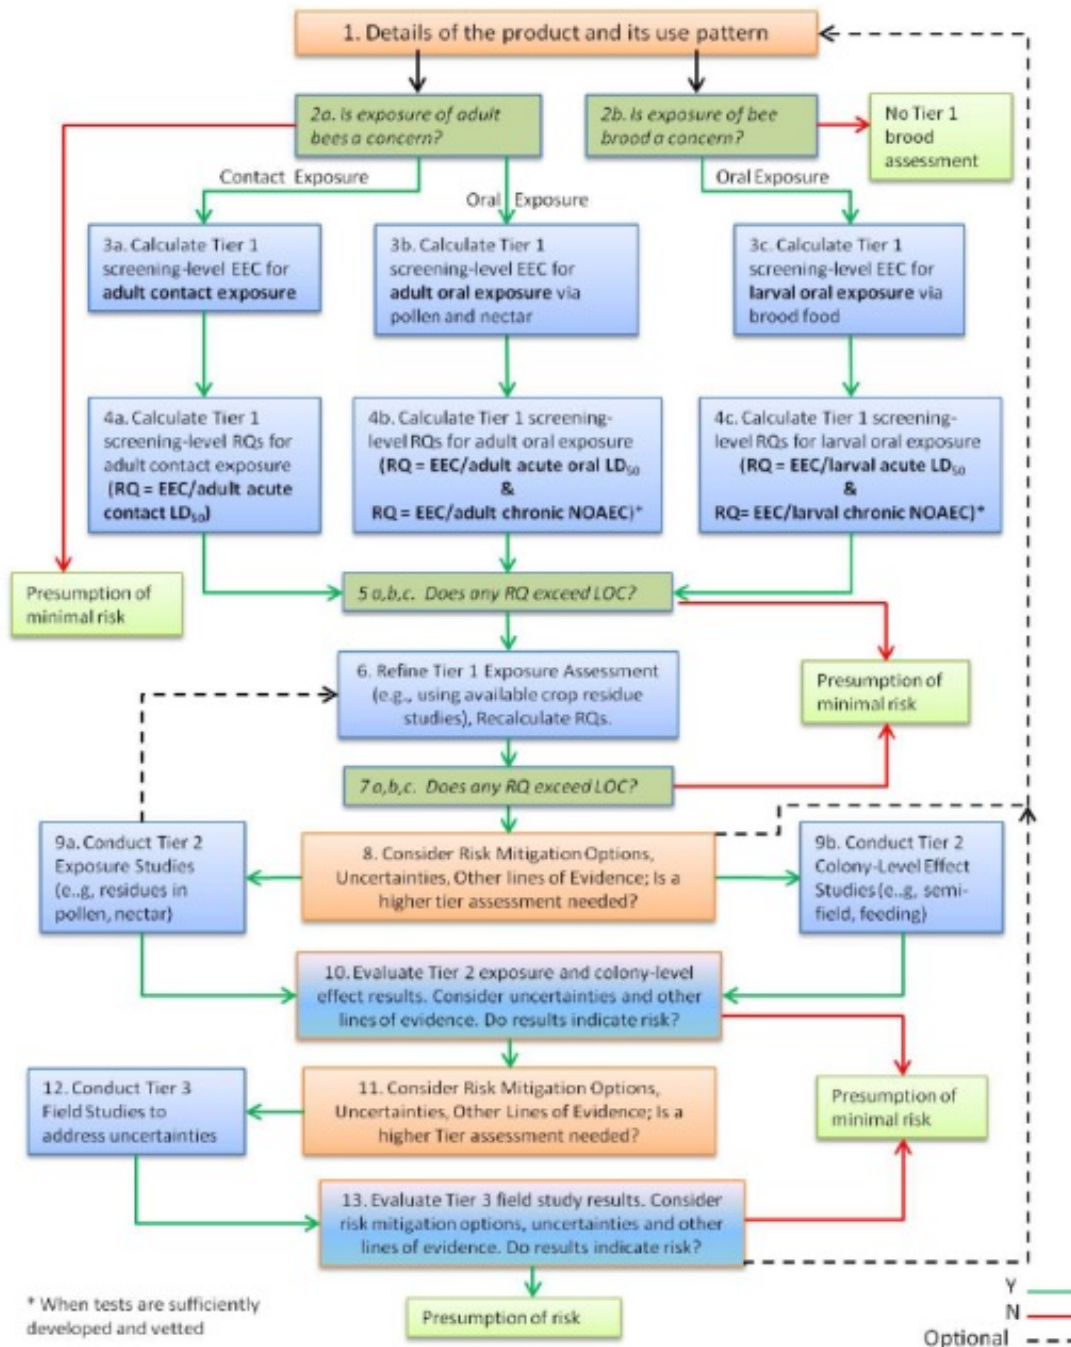 1. Details of the product and its use pattern
2a. Is exposure of adult
bees a concern?
2b. Is exposure of bee
brood a concern?
No Tier 1
brood
assessment
Contact Exposure
Oral Exposure
Oral Exposure
3a. Calculate Tier 1
screening-level EEC for
adult contact exposure
3b. Calculate Tier 1
screening-level EEC for
adult oral exposure via
pollen and nectar
3c. Calculate Tier 1
screening-level EEC for
larval oral exposure via
brood food
4a. Calculate Tier 1
screening-level RQs for
adult contact exposure
(RQ = EEC/adult acute
contact LD50)
4b. Calculate Tier 1 screening-
level RQs for adult oral exposure
(RQ = EEC/adult acute oral LD50
&
RQ = EEC/adult chronic NOAEC)*
4c. Calculate Tier 1 screening-
level RQs for larval oral exposure
(RQ = EEC/larval acute LD50
&
RQ= EEC/larval chronic NOAEC)*
Presumption of
minimal risk
5 a,b,c. Does any RQ exceed LOC?
6. Refine Tier 1 Exposure Assessment
(e.g., using available crop residue
studies), Recalculate RQs.
Presumption of
minimal risk
7 a,b,c. Does any RQ exceed LOC?
9a. Conduct Tier 2
Exposure Studies
(e..g, residues in
pollen, nectar)
8. Consider Risk Mitigation Options,
Uncertainties, Other lines of Evidence; Is a
higher tier assessment needed?
9b. Conduct Tier 2
Colony-Level Effect
Studies (e..g, semi-
field, feeding)
10. Evaluate Tier 2 exposure and colony-level
effect results. Consider uncertainties and other
lines of evidence. Do results indicate risk?
12. Conduct Tier 3
Field Studies to
address uncertainties
11. Consider Risk Mitigation Options,
Uncertainties, Other Lines of Evidence; Is a
higher Tier assessment needed?
Presumption of
minimal risk
13. Evaluate Tier 3 field study results. Consider
risk mitigation options, uncertainties and other
lines of evidence. Do results indicate risk?
Presumption of risk
* When tests are sufficiently
developed and vetted
Y
N
Optional